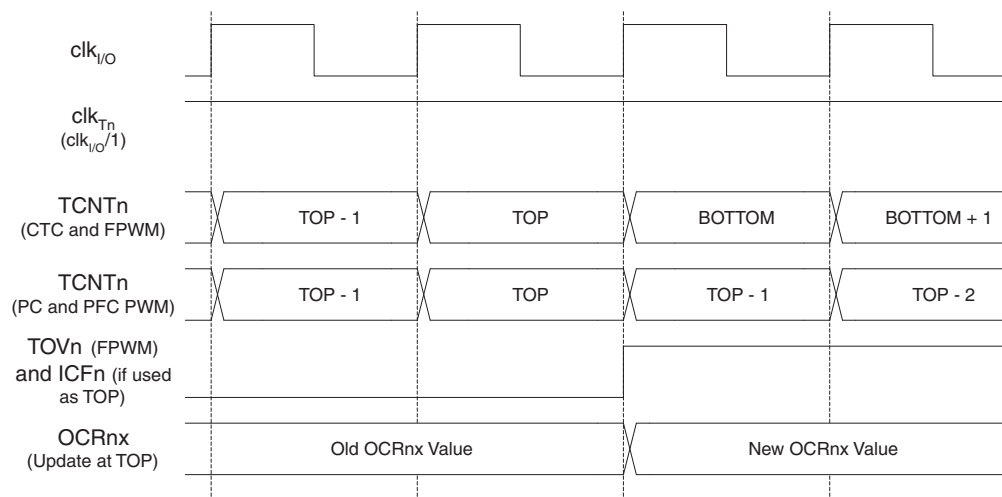 clkI/O
clkTn
(clkI/O/1)
TCNTn
(CTC and FPWM)
TOP - 1
TOP
BOTTOM
BOTTOM + 1
TCNTn
(PC and PFC PWM)
TOP - 1
TOP
TOP - 1
TOP - 2
TOVn (FPWM)
and ICFn (if used
as TOP)
OCRnx
(Update at TOP)
Old OCRnx Value
New OCRnx Value